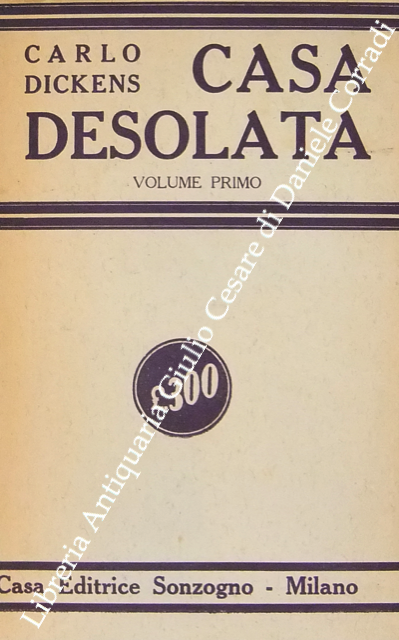 CARLO
DICKENS
CASA
DESOLATA
VOLUME PRIMO
Casa Editrice Sonzogno - Milano
Libreria Antiquaria Giulio Cesare di Daniele Corradi